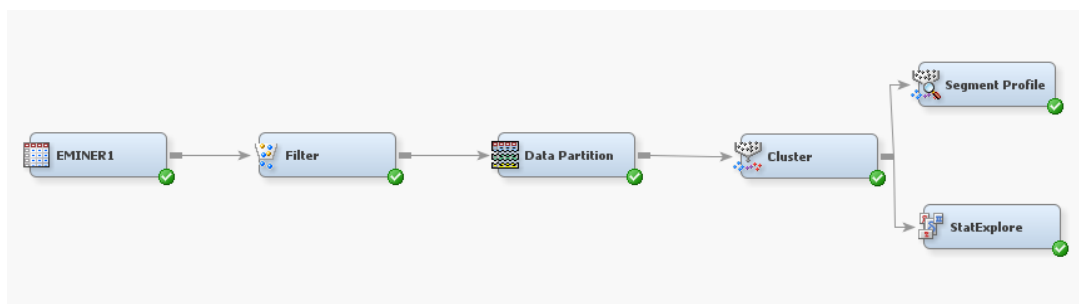 Segment Profile
EMINER1
Filter
Data Partition
Cluster
StatExplore